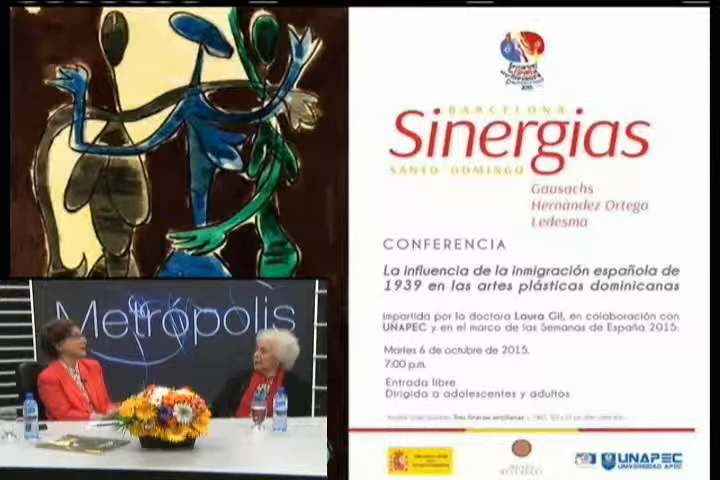 BARCELONA
Sinergias
SANTO DOMINGO
Gausachs
Hernández Ortega
Ledesma
CONFERENCIA
La influencia de la inmigración española de
1939 en las artes plásticas dominicanas
Impartida por la doctora Laura Gil, en colaboración con
UNAPEC y en el marco de las Semanas de España 2015.
Martes 6 de octubre de 2015.
7:00 p.m.
Entrada libre
Dirigida a adolescentes y adultos
UNAPEC
UNIVERSIDAD APEC
Metrópolis